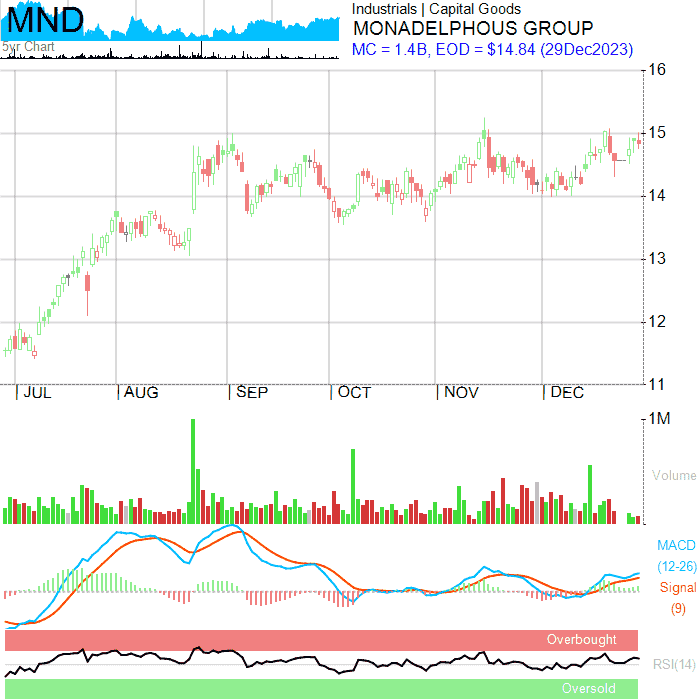 MND
5yr Chart
Industrials | Capital Goods
MONADELPHOUS GROUP
MC = 1.4B, EOD = $14.84 (29Dec2023)
16
15
14
13
12
11
JUL AUG SEP OCT NOV DEC
1M
Volume
MACD
(12-26)
Signal
(9)
Overbought
RSI(14)
Oversold